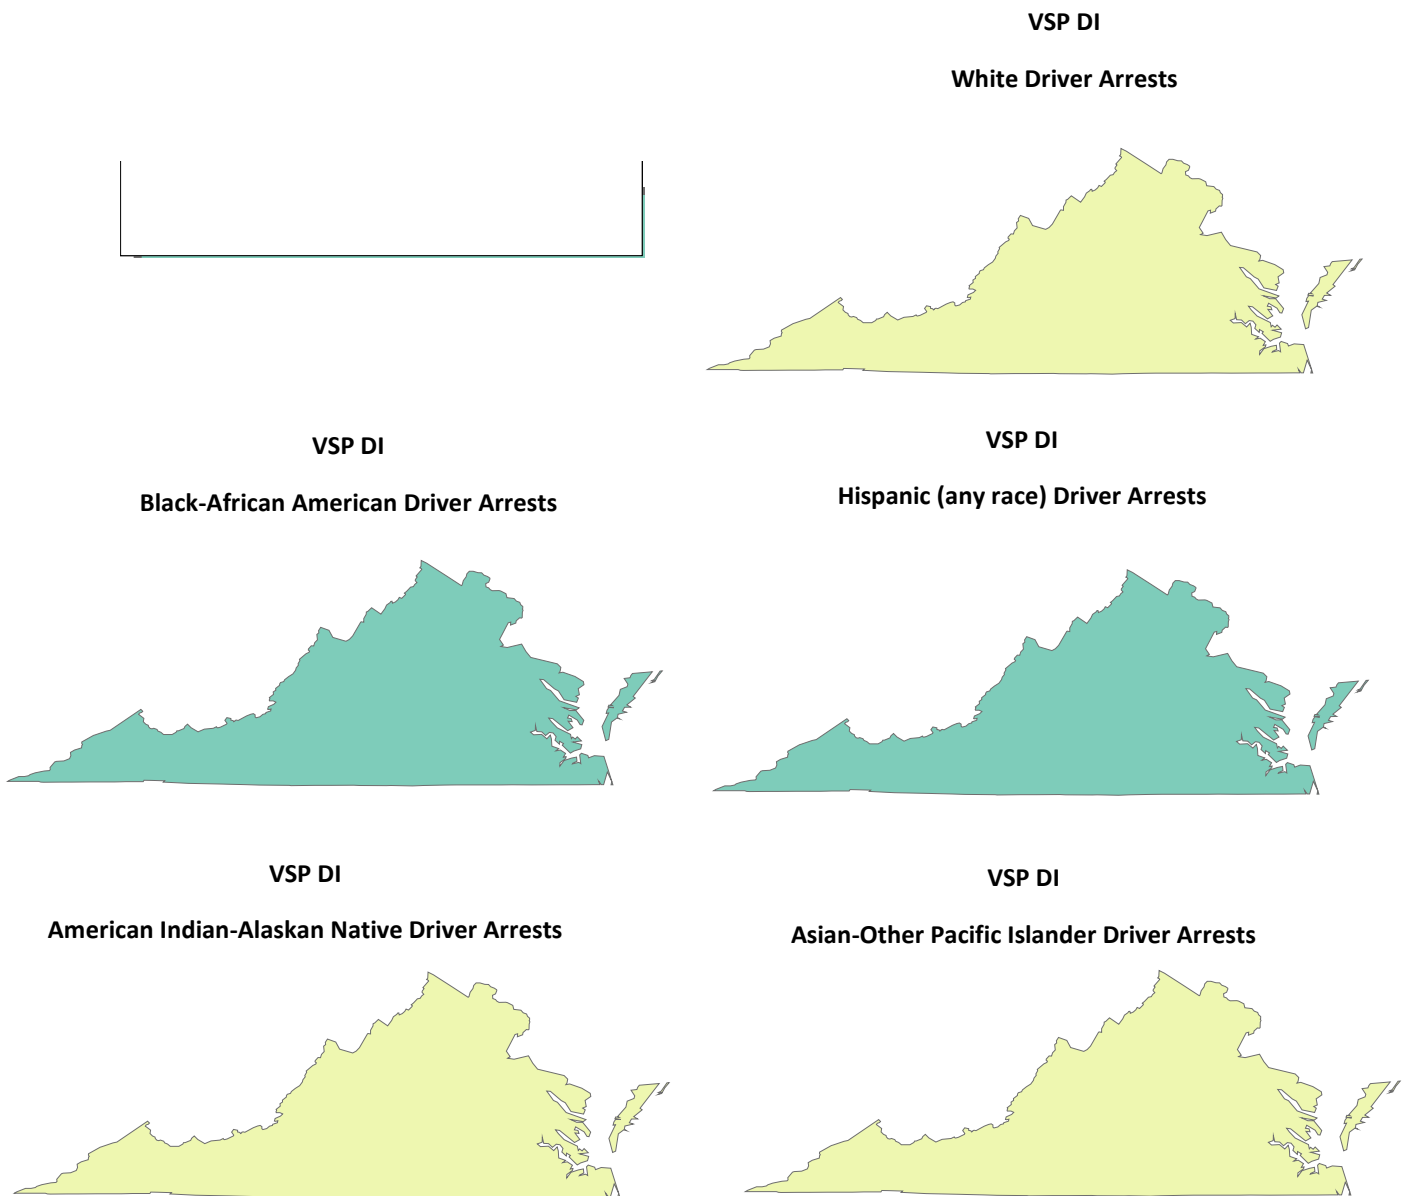 VSP DI
White Driver Arrests
VSP DI
Black-African American Driver Arrests
VSP DI
Hispanic (any race) Driver Arrests
VSP DI
American Indian-Alaskan Native Driver Arrests
VSP DI
Asian-Other Pacific Islander Driver Arrests